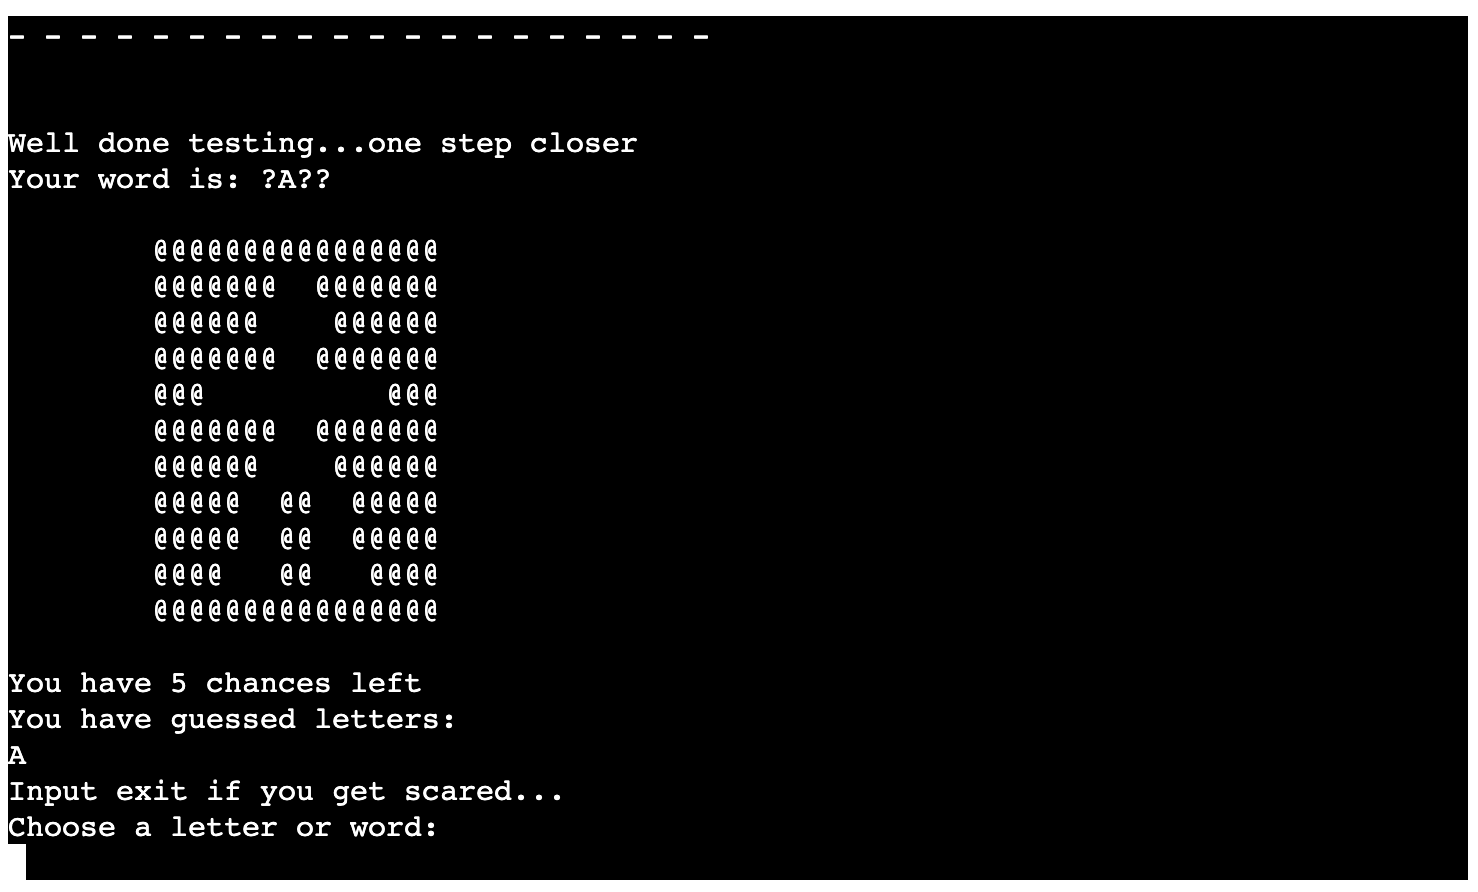 - - - - - - - - - - - - - - - - - - - -
Well done testing...one step closer
Your word is: ?A??
@@@@@@@@@@@@@@@@
@@@@@@@  @@@@@@@
@@@@@@    @@@@@@
@@@@@@@  @@@@@@@
@@@          @@@
@@@@@@@  @@@@@@@
@@@@@@    @@@@@@
@@@@@  @@  @@@@@
@@@@@  @@  @@@@@
@@@@   @@   @@@@
@@@@@@@@@@@@@@@@
You have 5 chances left
You have guessed letters:
A
Input exit if you get scared...
Choose a letter or word: